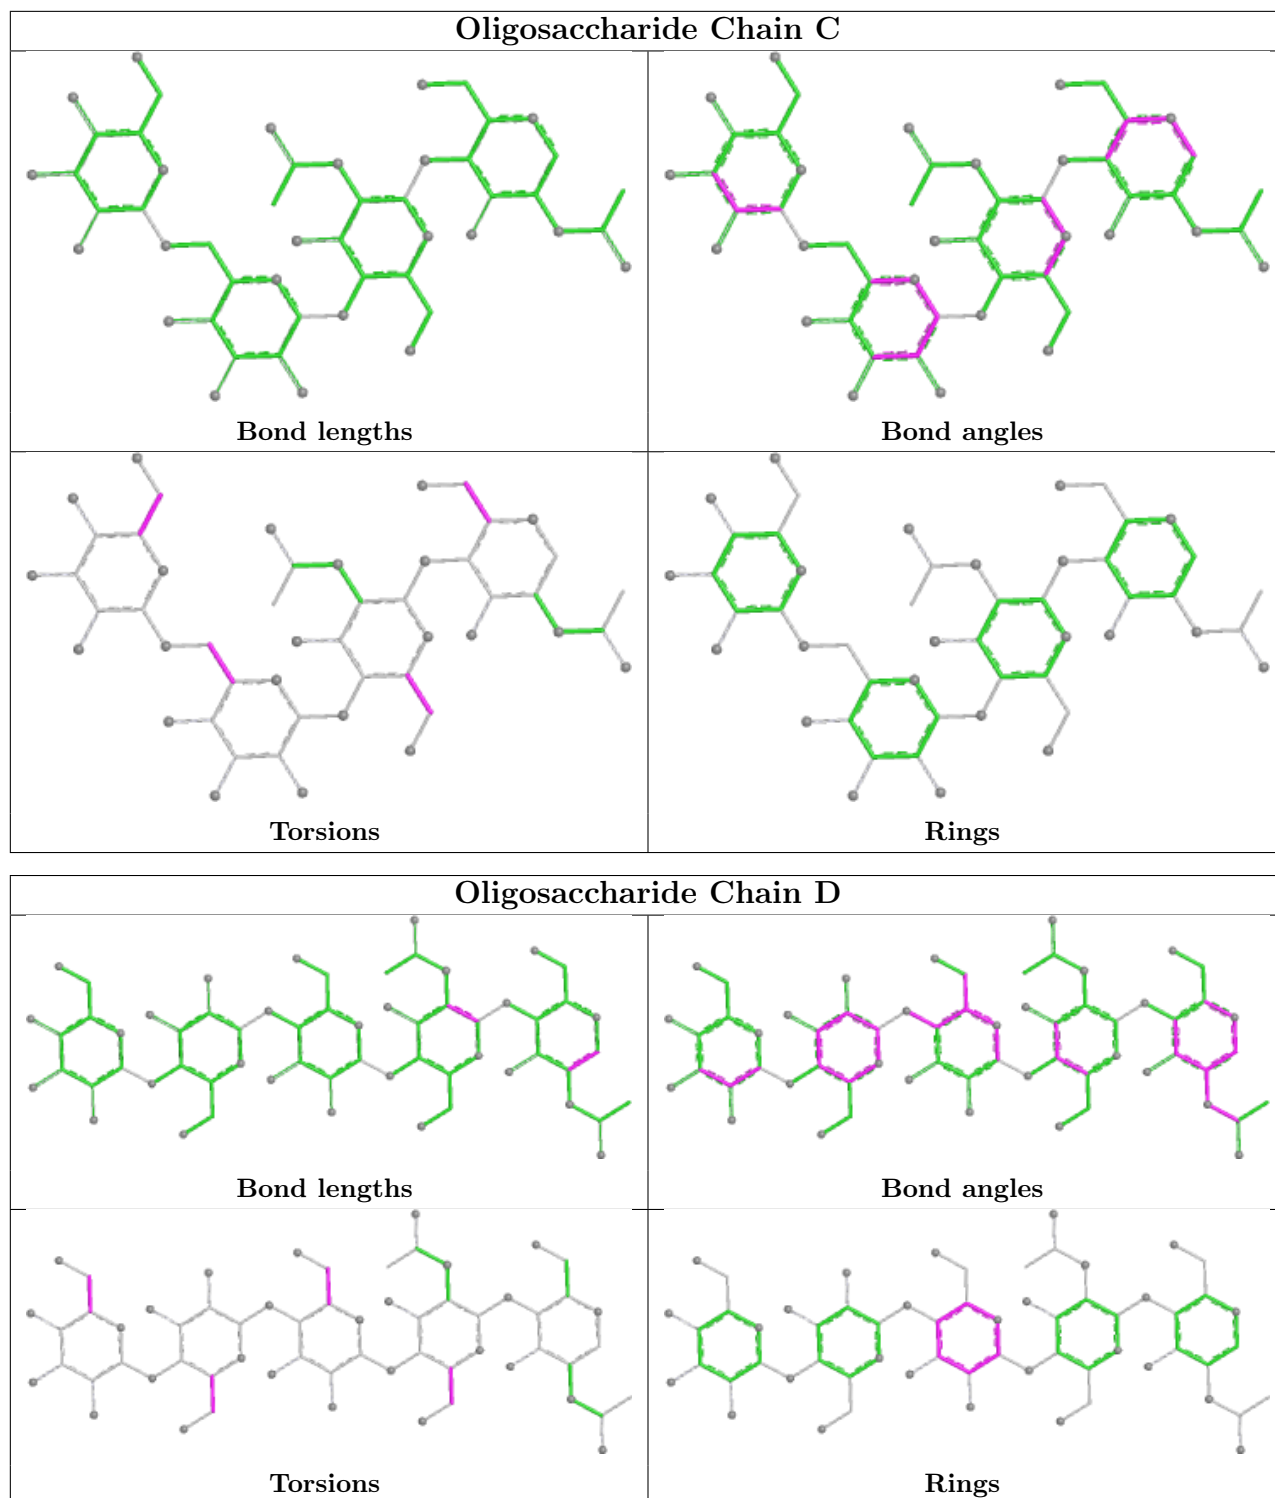 Oligosaccharide Chain C
Bond lengths
Bond angles
Torsions
Rings
Oligosaccharide Chain D
Bond lengths
Bond angles
Torsions
Rings